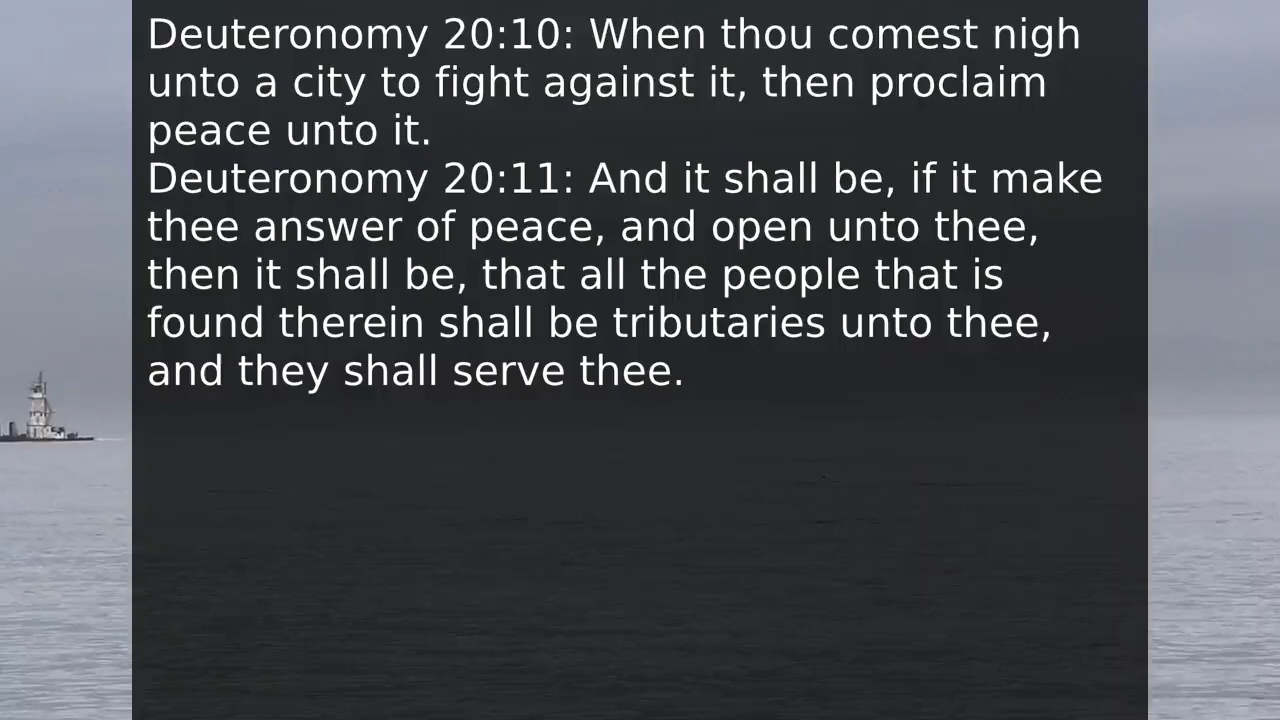 Deuteronomy 20:10: When thou comest nigh
unto a city to fight against it, then proclaim
peace unto it.
Deuteronomy 20:11: And it shall be, if it make
thee answer of peace, and open unto thee,
then it shall be, that all the people that is
found therein shall be tributaries unto thee,
and they shall serve thee.